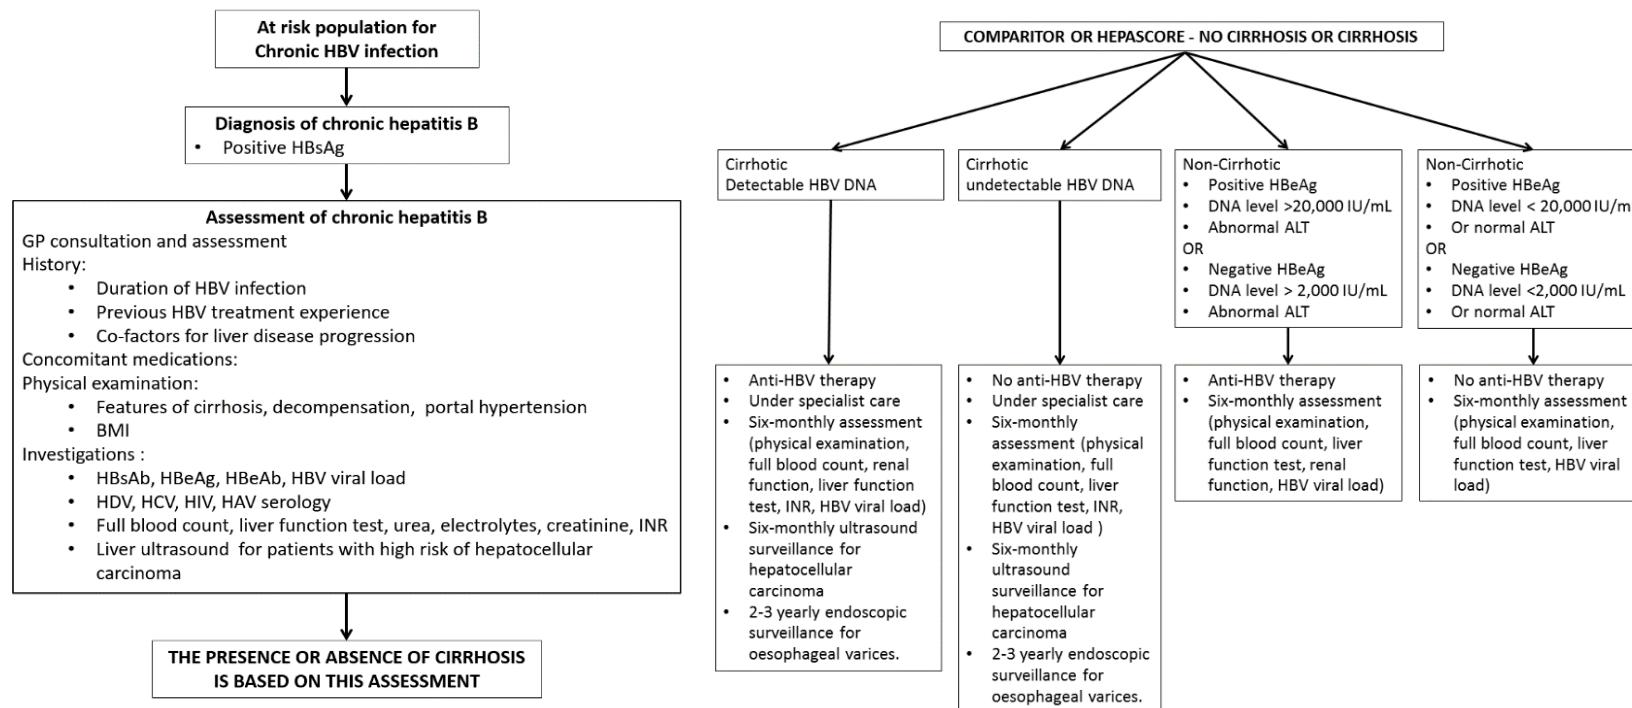 At risk population for
Chronic HBV infection
Diagnosis of chronic hepatitis B
• Positive HBsAg
Assessment of chronic hepatitis B
GP consultation and assessment
History:
• Duration of HBV infection
• Previous HBV treatment experience
• Co-factors for liver disease progression
Concomitant medications:
Physical examination:
• Features of cirrhosis, decompensation, portal hypertension
• BMI
Investigations :
• HBsAb, HBeAg, HBeAb, HBV viral load
• HDV, HCV, HIV, HAV serology
• Full blood count, liver function test, urea, electrolytes, creatinine, INR
• Liver ultrasound for patients with high risk of hepatocellular
carcinoma
THE PRESENCE OR ABSENCE OF CIRRHOSIS
IS BASED ON THIS ASSESSMENT
COMPARITOR OR HEPASCORE - NO CIRRHOSIS OR CIRRHOSIS
Cirrhotic
Detectable HBV DNA
Cirrhotic
undetectable HBV DNA
Non-Cirrhotic
• Positive HBeAg
• DNA level >20,000 IU/mL
• Abnormal ALT
OR
• Negative HBeAg
• DNA level > 2,000 IU/mL
• Abnormal ALT
Non-Cirrhotic
• Positive HBeAg
• DNA level < 20,000 IU/m
• Or normal ALT
OR
• Negative HBeAg
• DNA level <2,000 IU/mL
• Or normal ALT
• Anti-HBV therapy
• Under specialist care
• Six-monthly assessment
(physical examination,
full blood count, renal
function, liver function
test, INR, HBV viral load)
• Six-monthly ultrasound
surveillance for
hepatocellular
carcinoma
• 2-3 yearly endoscopic
surveillance for
oesophageal varices.
• No anti-HBV therapy
• Under specialist care
• Six-monthly
assessment (physical
examination, full
blood count, liver
function test, INR,
HBV viral load )
• Six-monthly
ultrasound
surveillance for
hepatocellular
carcinoma
• 2-3 yearly endoscopic
surveillance for
oesophageal varices.
• Anti-HBV therapy
• Six-monthly assessment
(physical examination,
full blood count, liver
function test, renal
function, HBV viral load)
• No anti-HBV therapy
• Six-monthly assessment
(physical examination,
full blood count, liver
function test, HBV viral
load)